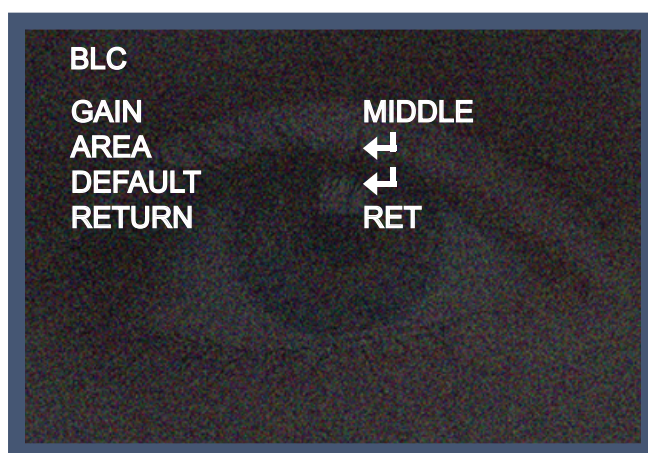 BLC
GAIN MIDDLE
AREA ↵
DEFAULT ↵
RETURN RET